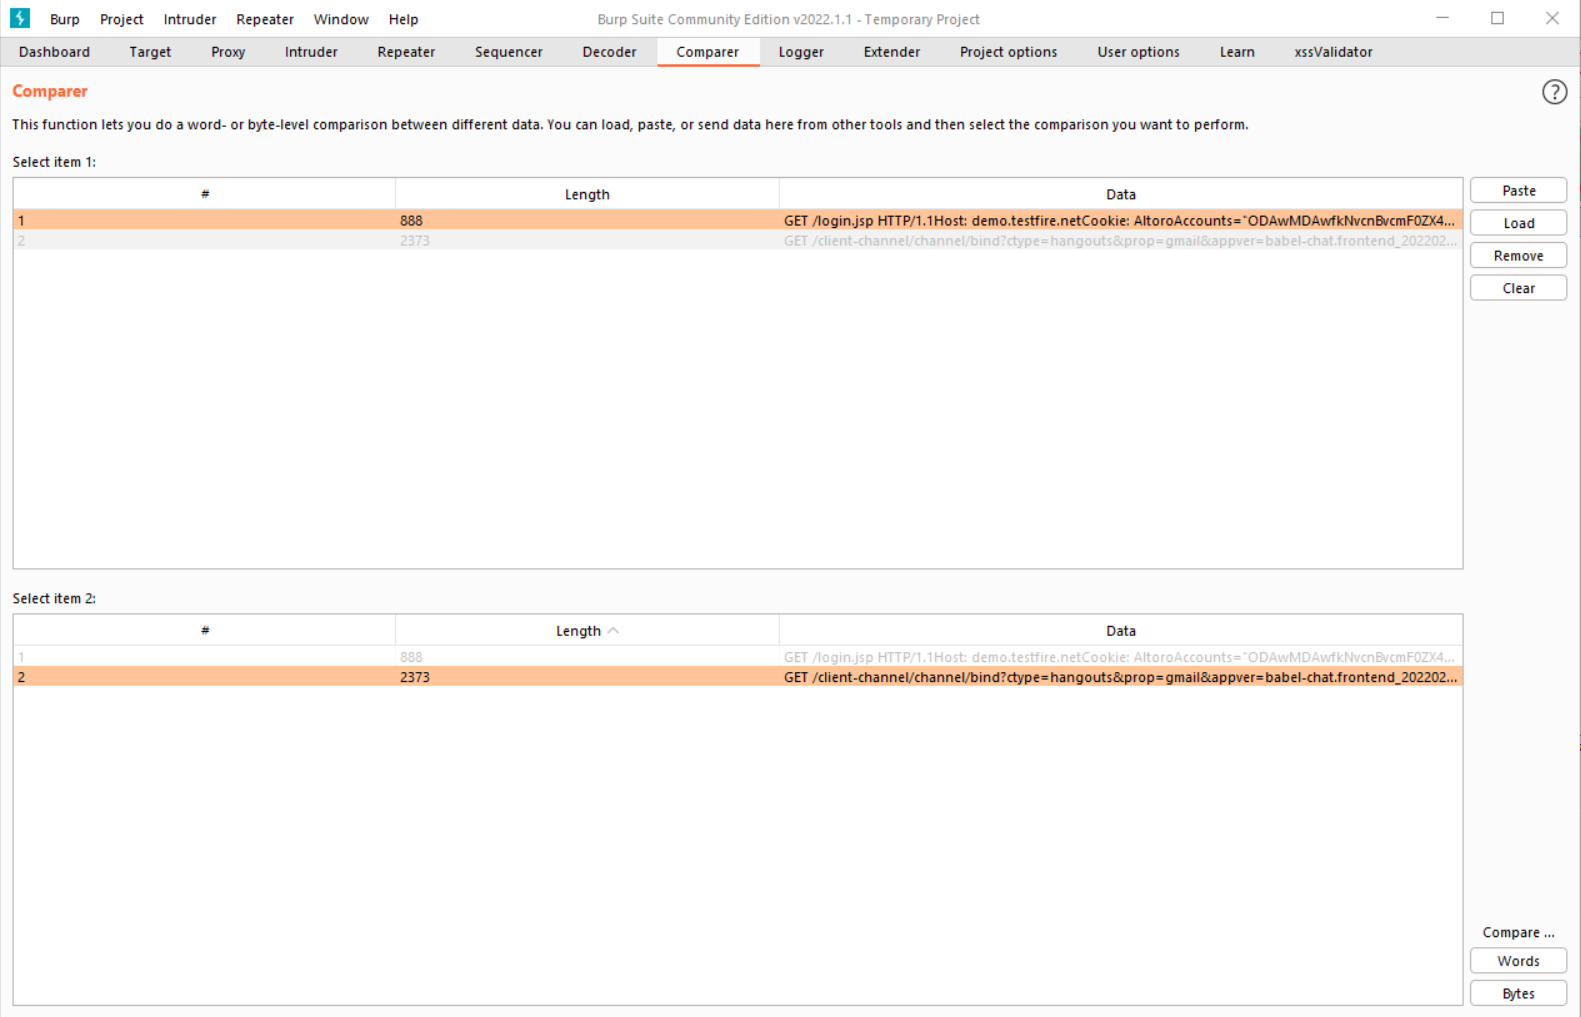 Burp Project Intruder Repeater Window Help Burp Suite Community Edition v2022.1.1 - Temporary Project
Dashboard Target Proxy Intruder Repeater Sequencer Decoder Comparer Logger Extender Project options User options Learn xssValidator
Comparer
?
This function lets you do a word- or byte-level comparison between different data. You can load, paste, or send data here from other tools and then select the comparison you want to perform.
Select item 1:
# Length Data
Paste
1 888 GET /login.jsp HTTP/1.1Host: demo.testfire.netCookie: AltoroAccounts="ODAwMDAwfkNvcnBvcmF0ZX4...
Load
2 2373 GET /client-channel/channel/bind?ctype=hangouts&prop=gmail&appver=babel-chat.frontend_202202...
Remove
Clear
Select item 2:
# Length Data
1 888 GET /login.jsp HTTP/1.1Host: demo.testfire.netCookie: AltoroAccounts="ODAwMDAwfkNvcnBvcmF0ZX4...
2 2373 GET /client-channel/channel/bind?ctype=hangouts&prop=gmail&appver=babel-chat.frontend_202202...
Compare ...
Words
Bytes